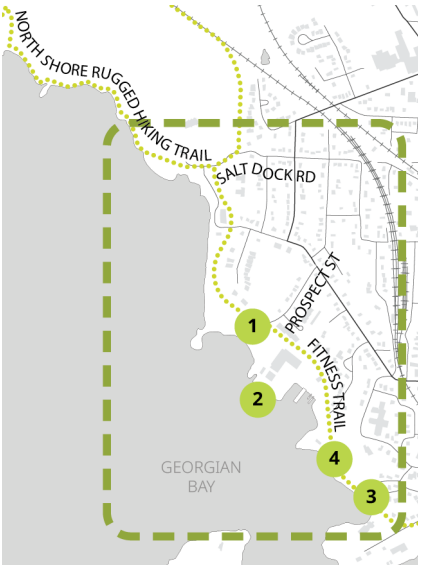 NORTH SHORE RUGGED HIKING TRAIL
SALT DOCK RD
PROSPECT ST
1
FITNESS TRAIL
2
4
GEORGIAN
BAY
3